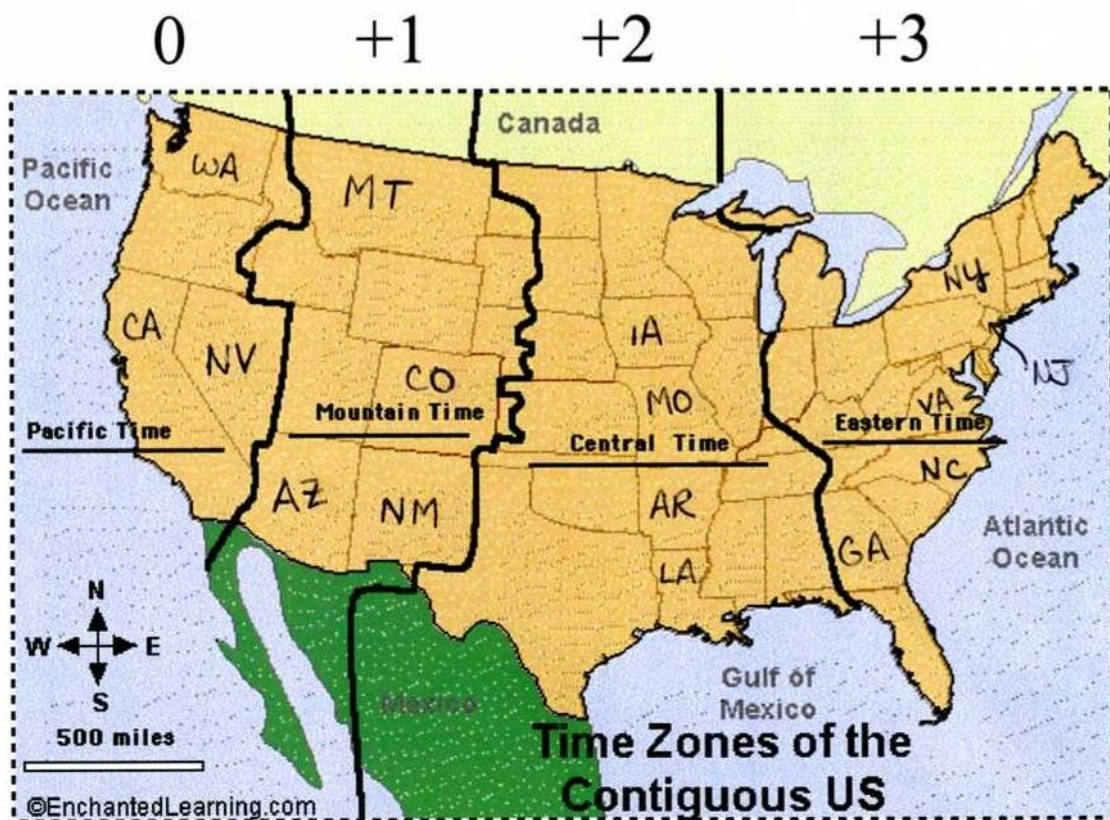 0 +1 +2 +3
Canada
Pacific
Ocean
WA
MT
NY
CA
NV
IA
CO
MO
NJ
VA
Pacific Time
Mountain Time
Central Time
Eastern Time
NC
AZ
NM
AR
GA
LA
Atlantic
Ocean
N
W E
S
500 miles
Mexico
Gulf of
Mexico
Time Zones of the
Contiguous US
©EnchantedLearning.com